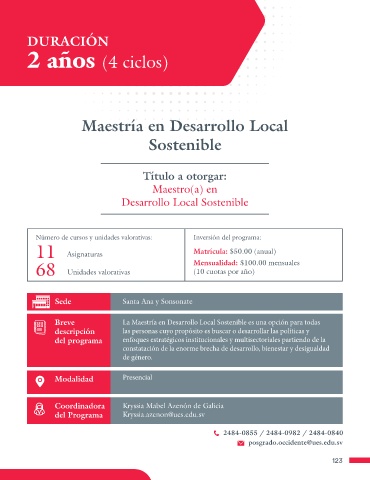 DURACIÓN
2 años (4 ciclos)
Maestría en Desarrollo Local
Sostenible
Título a otorgar:
Maestro(a) en
Desarrollo Local Sostenible
Número de cursos y unidades valorativas:
11 Asignaturas
68 Unidades valorativas
Inversión del programa:
Matrícula: $50.00 (anual)
Mensualidad: $100.00 mensuales
(10 cuotas por año)
Sede
Santa Ana y Sonsonate
Breve
descripción
del programa
La Maestría en Desarrollo Local Sostenible es una opción para todas
las personas cuyo propósito es buscar o desarrollar las políticas y
enfoques estratégicos institucionales y multisectoriales partiendo de la
constatación de la enorme brecha de desarrollo, bienestar y desigualdad
de género.
Modalidad
Presencial
Coordinadora
del Programa
Kryssia Mabel Azenón de Galicia
Kryssia.azenon@ues.edu.sv
2484-0855 / 2484-0982 / 2484-0840
posgrado.occidente@ues.edu.sv
123